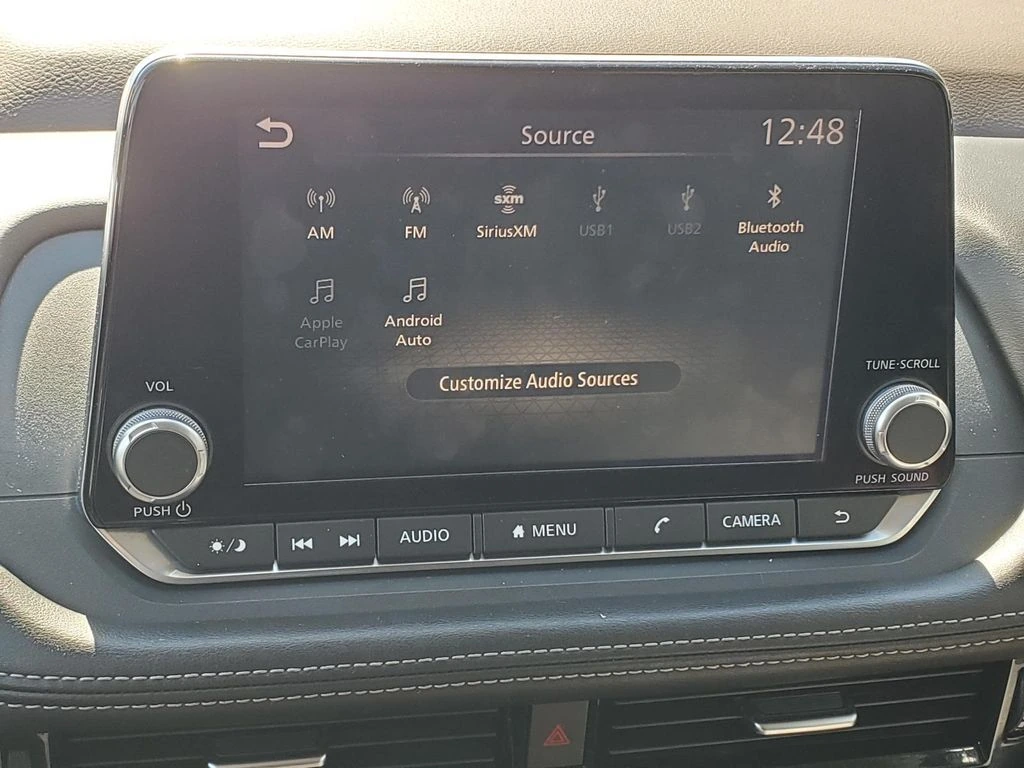 Source
12:48
AM
FM
sxm
SiriusXM
USB1
USB2
Bluetooth
Audio
Apple
CarPlay
Android
Auto
Customize Audio Sources
VOL
PUSH
TUNE·SCROLL
PUSH SOUND
AUDIO
MENU
CAMERA